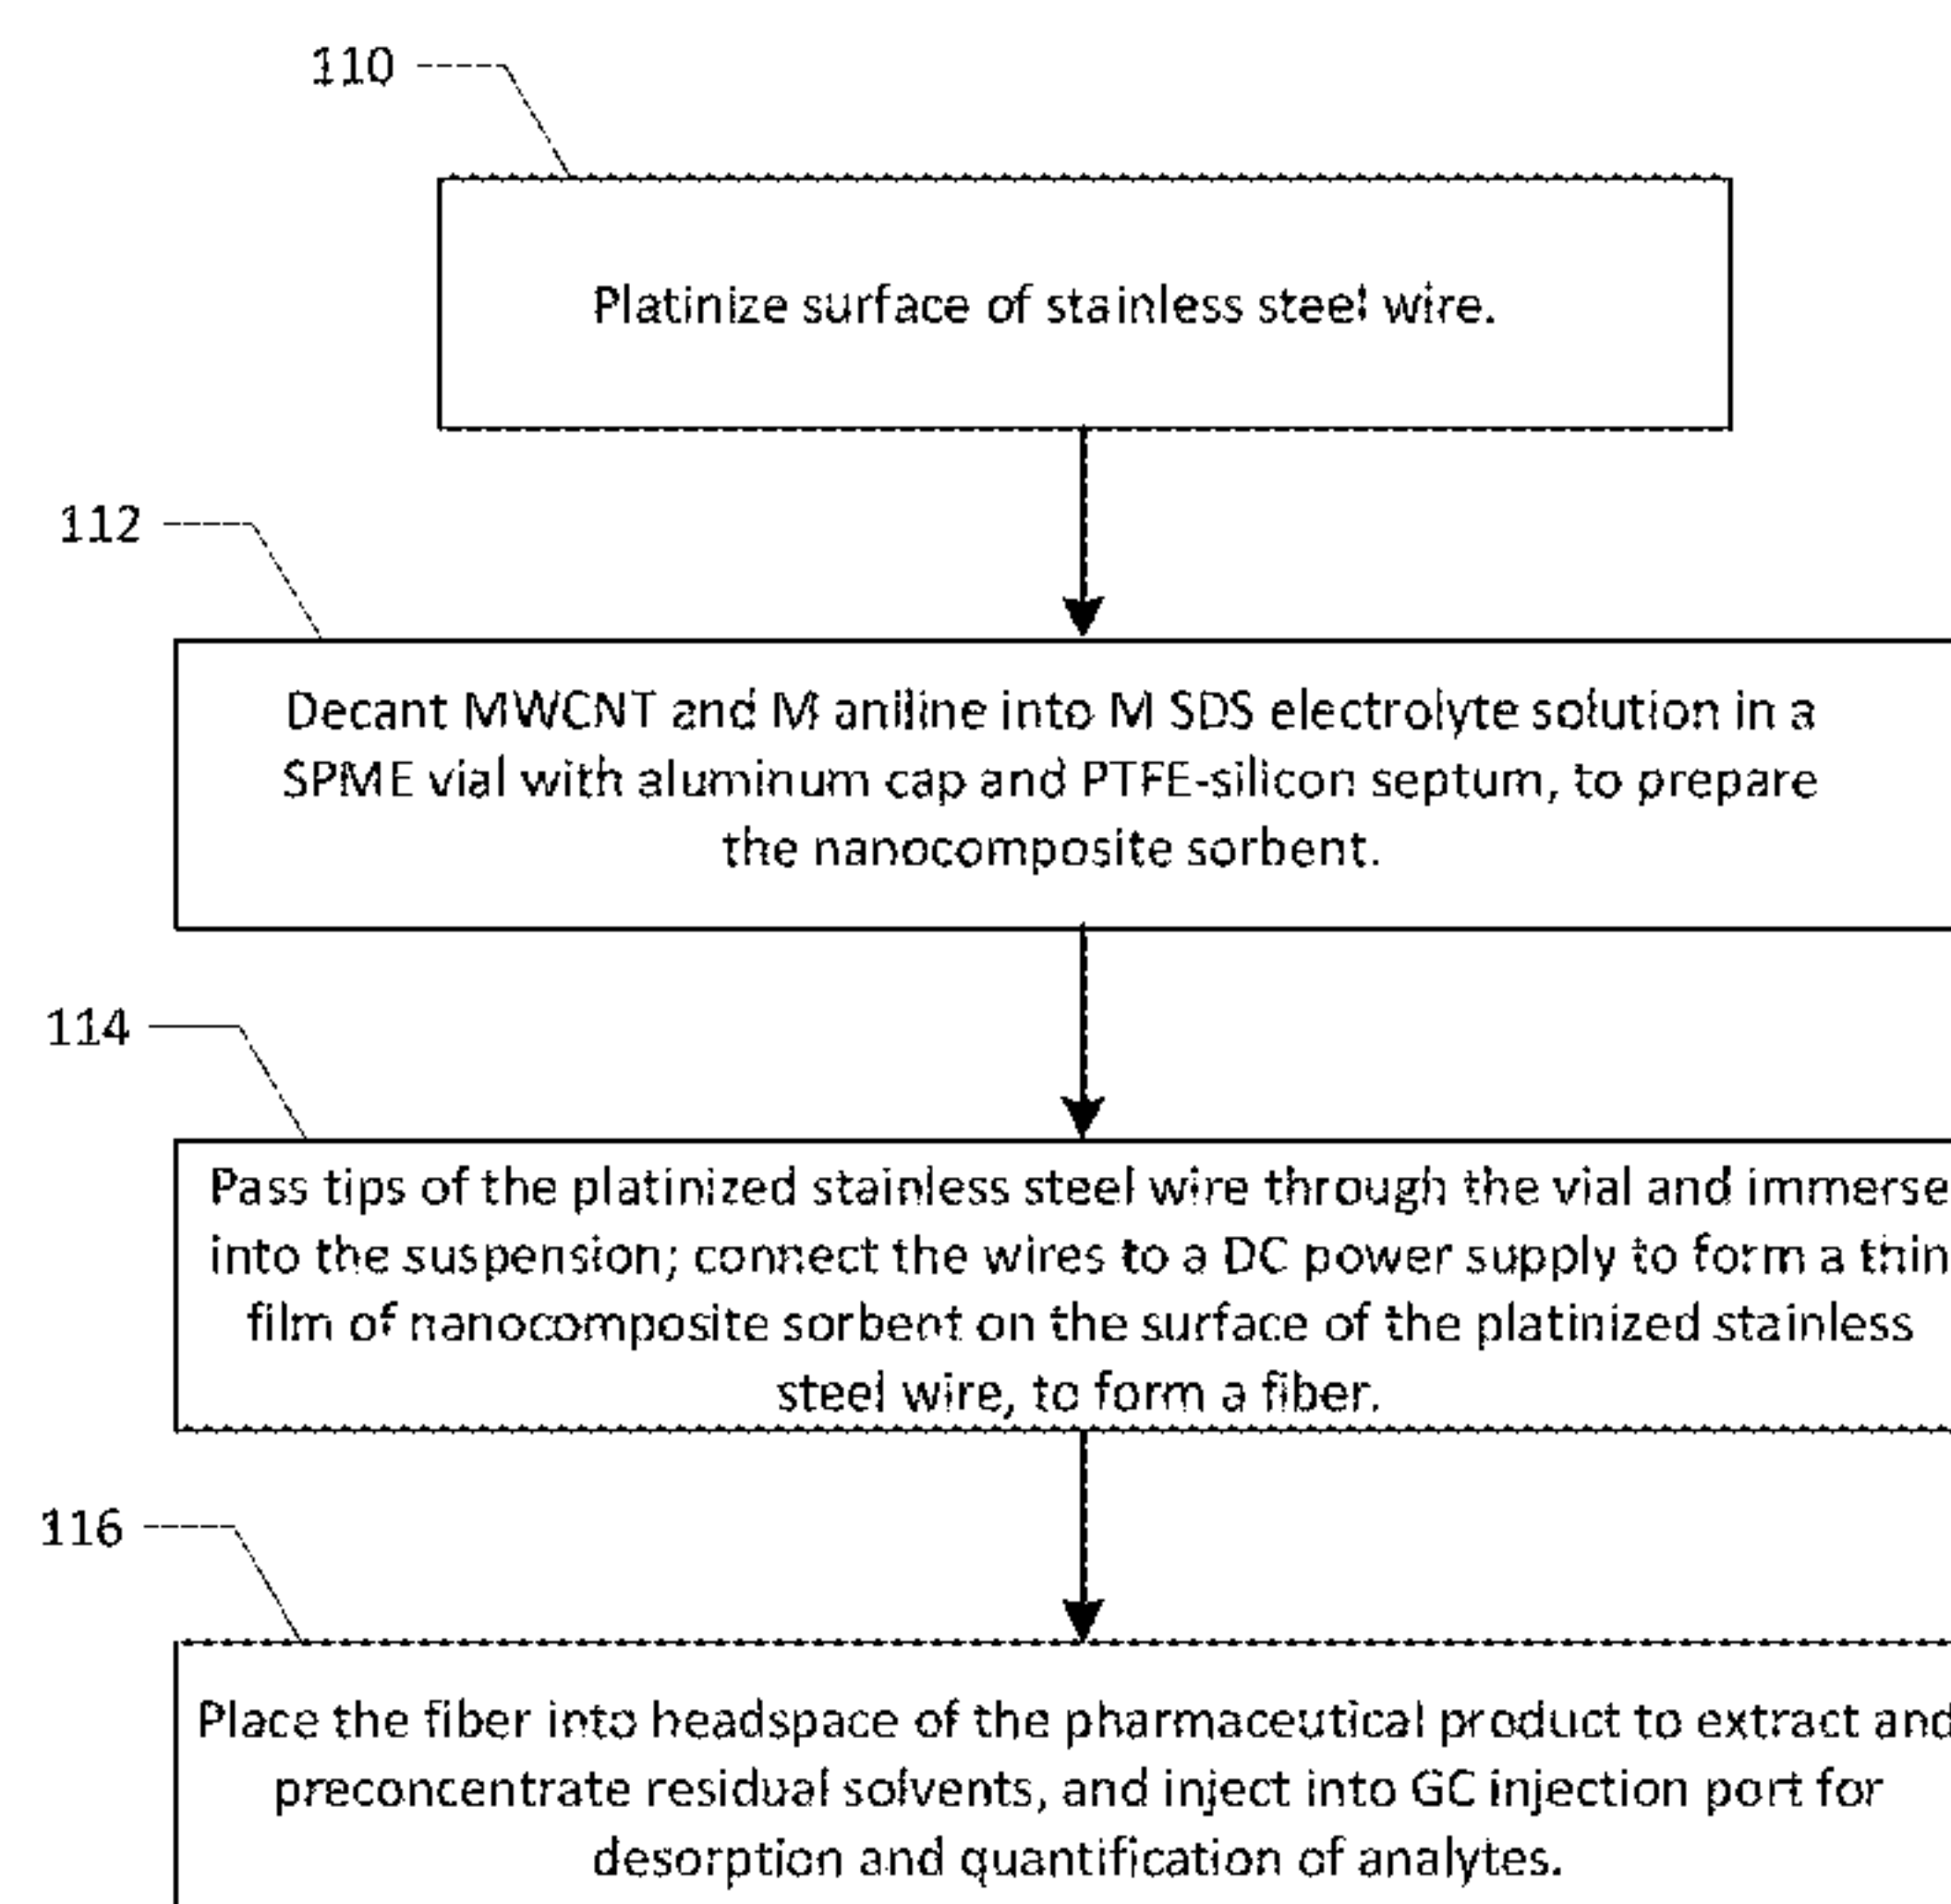 110
Platinize surface of stainless steel wire.
112
Decant MWCNT and M aniline into M SDS electrolyte solution in a
SPME vial with aluminum cap and PTFE-silicon septum, to prepare
the nanocomposite sorbent.
114
Pass tips of the platinized stainless steel wire through the vial and immerse
into the suspension; connect the wires to a DC power supply to form a thin
film of nanocomposite sorbent on the surface of the platinized stainless
steel wire, to form a fiber.
116
Place the fiber into headspace of the pharmaceutical product to extract and
preconcentrate residual solvents, and inject into GC injection port for
desorption and quantification of analytes.